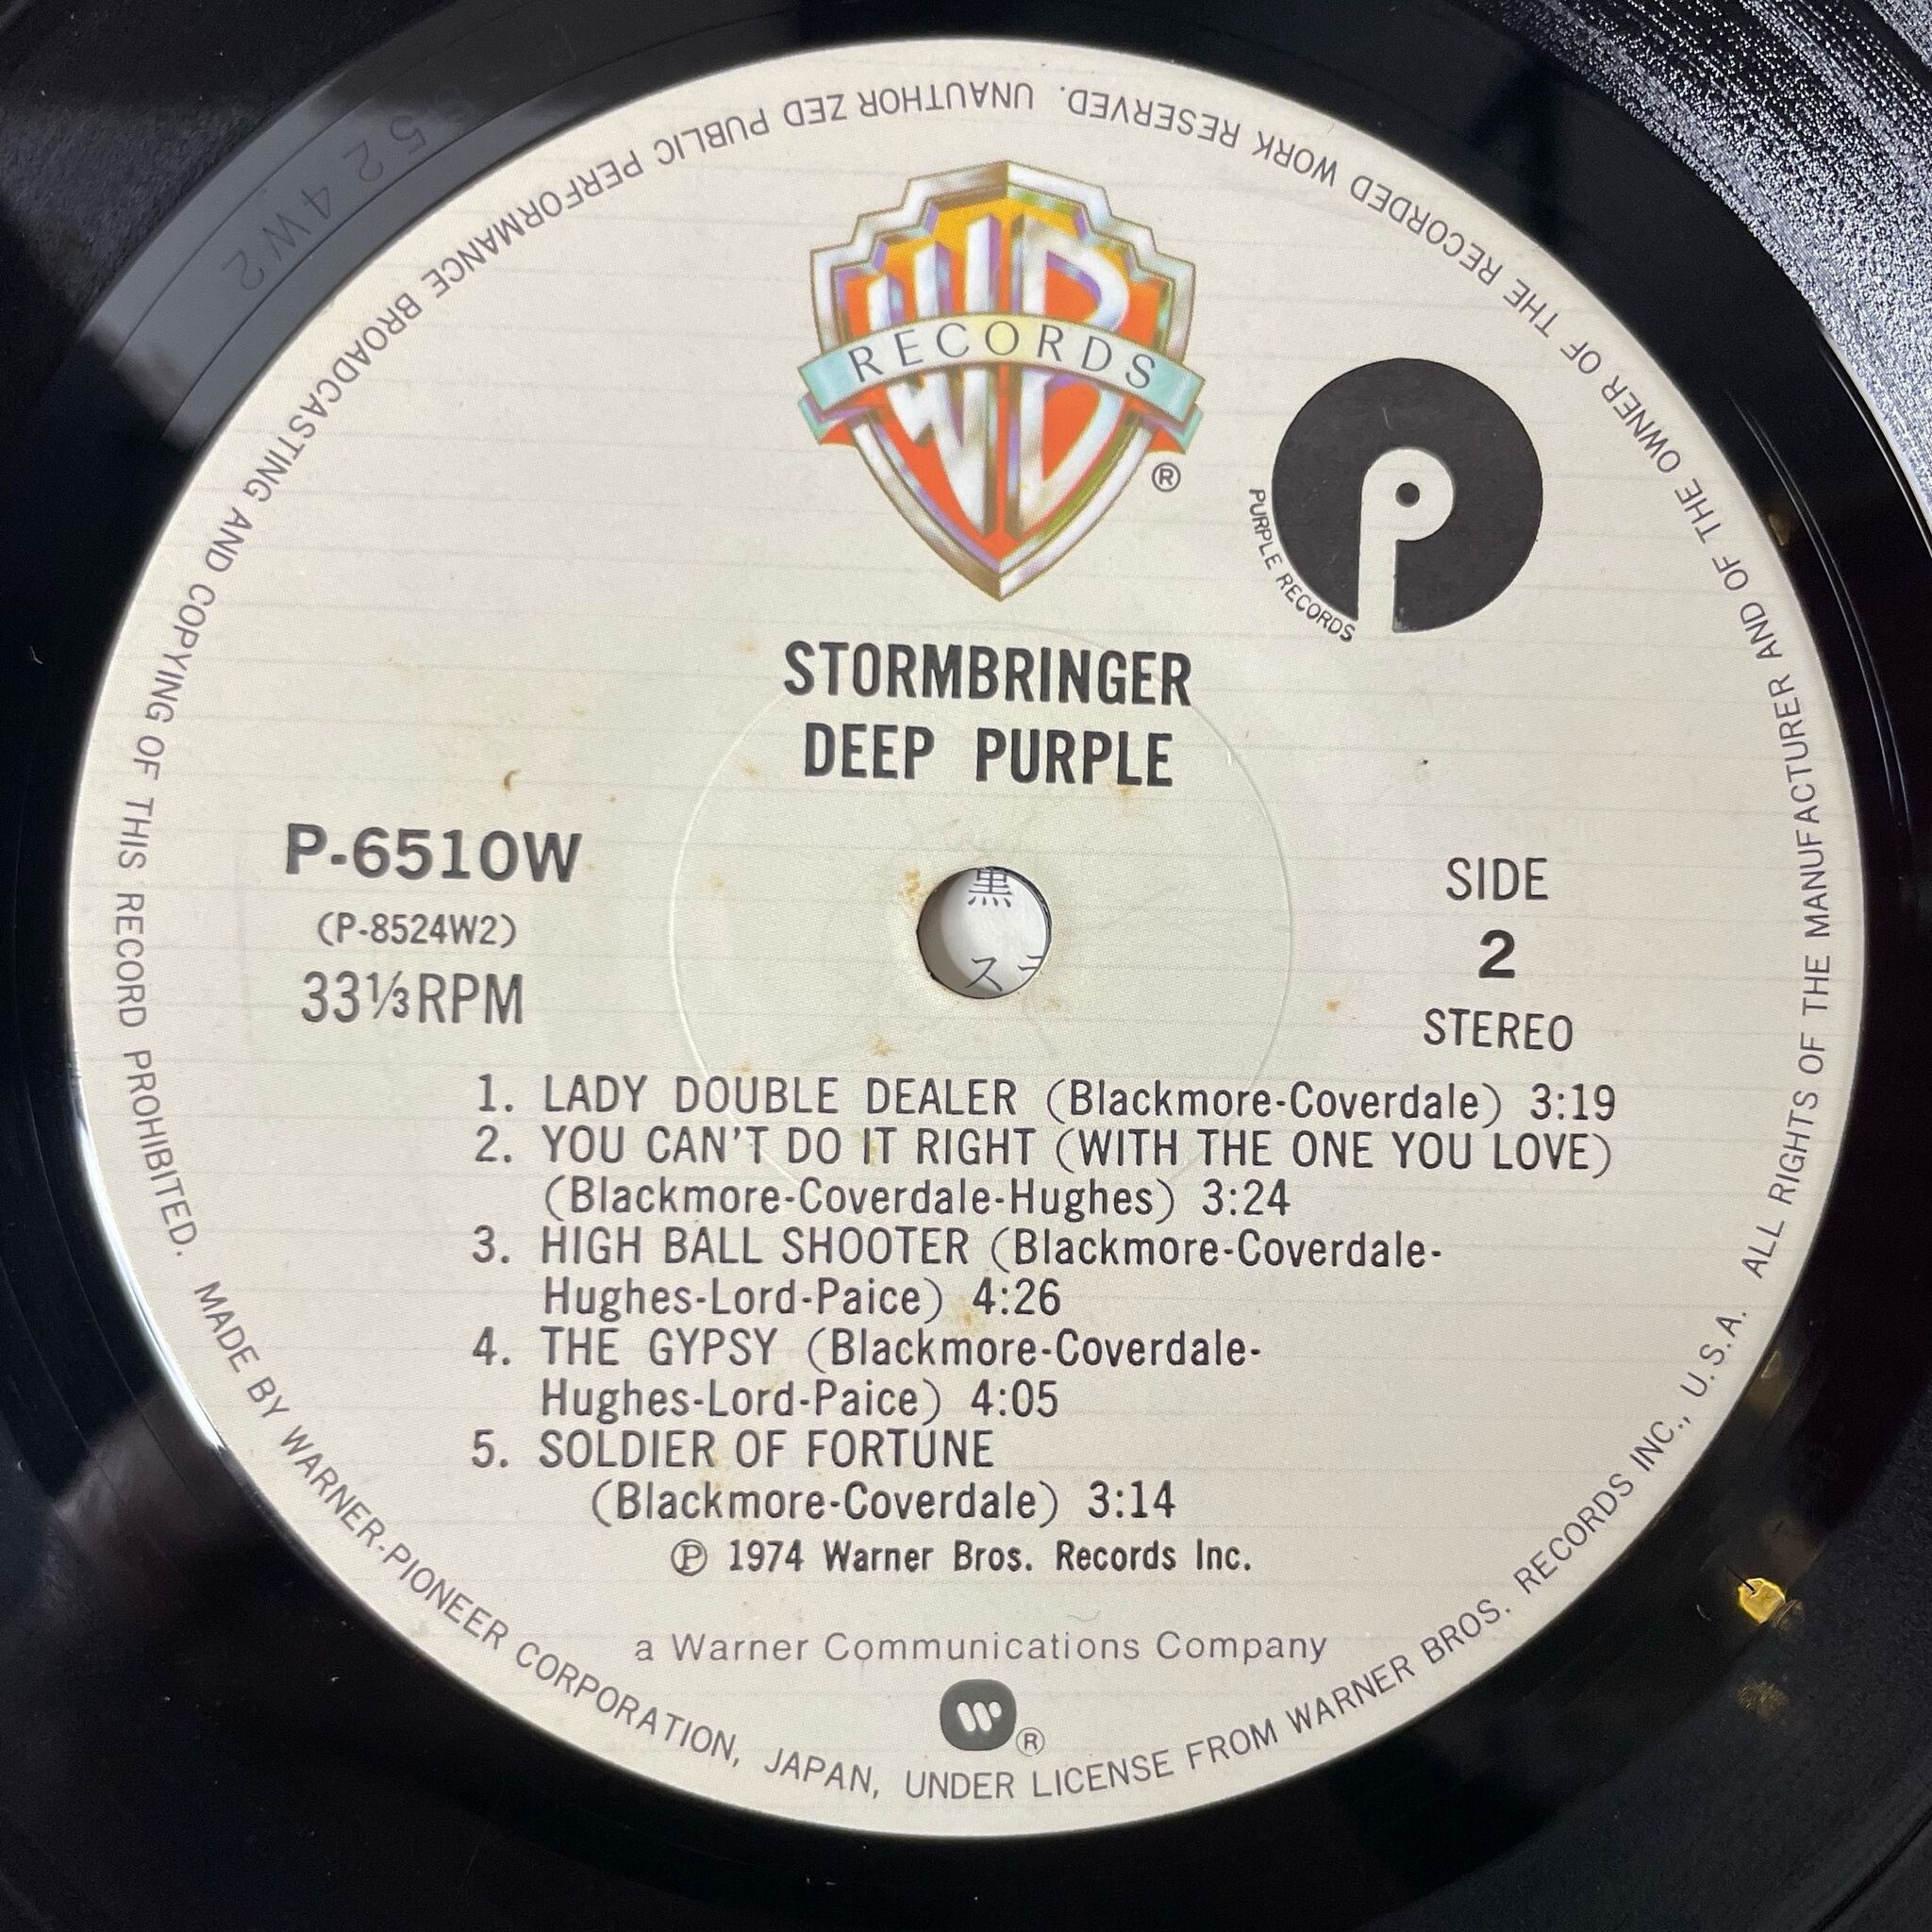 WB
RECORDS
®
P
PURPLE RECORDS
STORMBRINGER
DEEP PURPLE
P-6510W
(P-8524W2)
33⅓RPM
SIDE
2
STEREO
黒
ス
1. LADY DOUBLE DEALER (Blackmore-Coverdale) 3:19
2. YOU CAN'T DO IT RIGHT (WITH THE ONE YOU LOVE)
(Blackmore-Coverdale-Hughes) 3:24
3. HIGH BALL SHOOTER (Blackmore-Coverdale-
Hughes-Lord-Paice) 4:26
4. THE GYPSY (Blackmore-Coverdale-
Hughes-Lord-Paice) 4:05
5. SOLDIER OF FORTUNE
(Blackmore-Coverdale) 3:14
℗ 1974 Warner Bros. Records Inc.
a Warner Communications Company
W®
MADE BY WARNER-PIONEER CORPORATION, JAPAN, UNDER LICENSE FROM WARNER BROS. RECORDS INC., U.S.A. ALL RIGHTS OF THE MANUFACTURER AND OF THE OWNER OF THE RECORDED WORK RESERVED. UNAUTHOR ZED PUBLIC PERFORMANCE BROADCASTING AND COPYING OF THIS RECORD PROHIBITED.
524W2